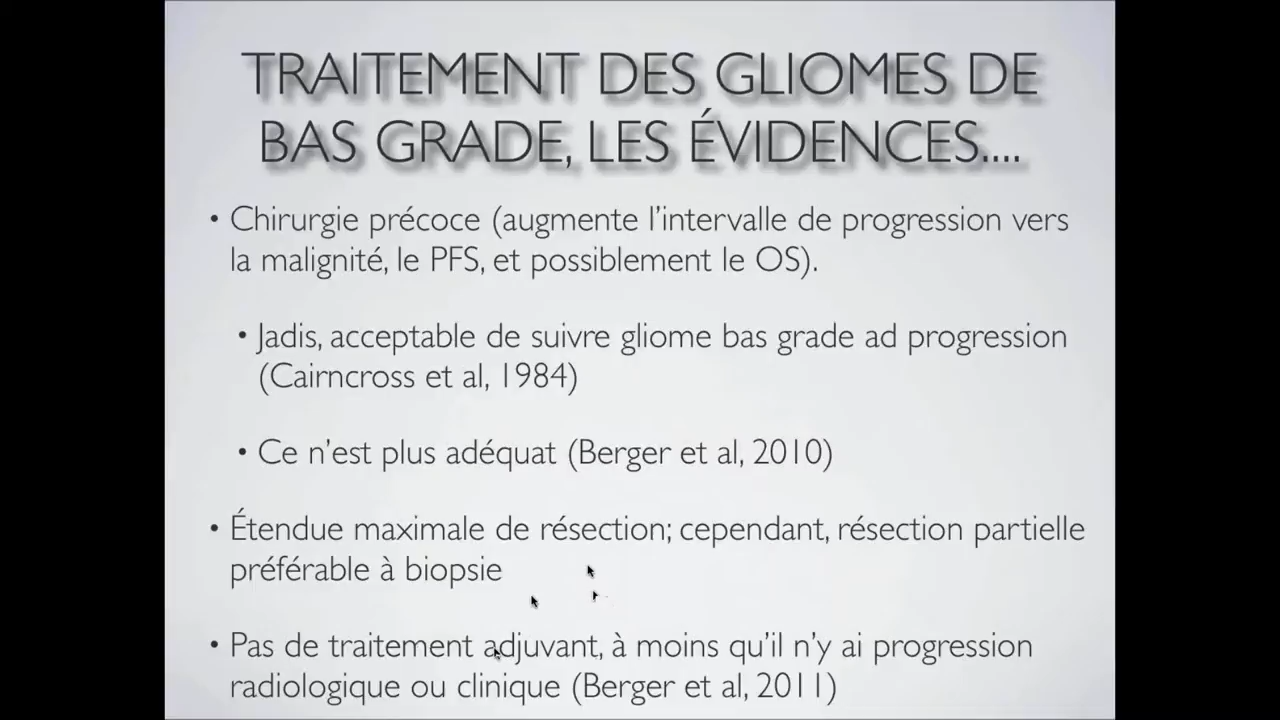 TRAITEMENT DES GLIOMES DE
BAS GRADE, LES ÉVIDENCES....
• Chirurgie précoce (augmente l'intervalle de progression vers
la malignité, le PFS, et possiblement le OS).
• Jadis, acceptable de suivre gliome bas grade ad progression
(Cairncross et al, 1984)
• Ce n'est plus adéquat (Berger et al, 2010)
• Étendue maximale de résection; cependant, résection partielle
préférable à biopsie
• Pas de traitement adjuvant, à moins qu'il n'y ai progression
radiologique ou clinique (Berger et al, 2011)